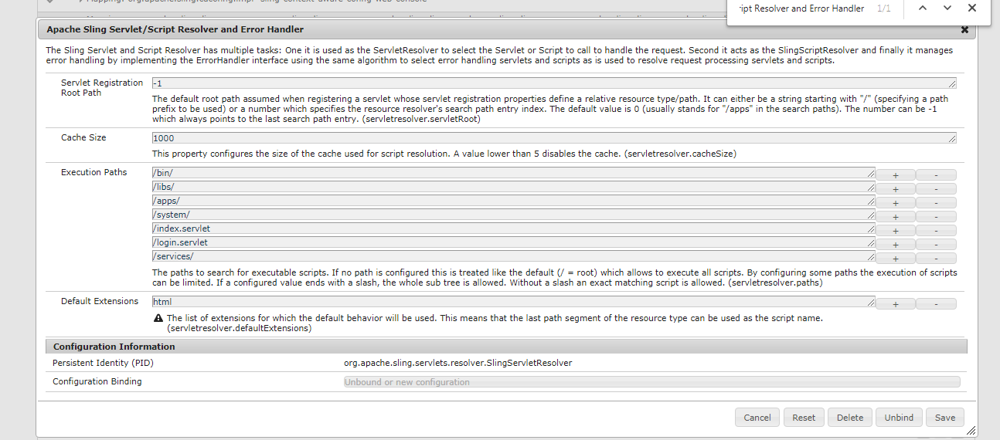 Mapping: org.apache.sling.caconfig.impl - sling context-aware config web console
ript Resolver and Error Handler 1/1
Apache Sling Servlet/Script Resolver and Error Handler
The Sling Servlet and Script Resolver has multiple tasks: One it is used as the ServletResolver to select the Servlet or Script to call to handle the request. Second it acts as the SlingScriptResolver and finally it manages
error handling by implementing the ErrorHandler interface using the same algorithm to select error handling servlets and scripts as is used to resolve request processing servlets and scripts.
Servlet Registration
Root Path
-1
The default root path assumed when registering a servlet whose servlet registration properties define a relative resource type/path. It can either be a string starting with "/" (specifying a path
prefix to be used) or a number which specifies the resource resolver's search path entry index. The default value is 0 (usually stands for "/apps" in the search paths). The number can be -1
which always points to the last search path entry. (servletresolver.servletRoot)
Cache Size
1000
This property configures the size of the cache used for script resolution. A value lower than 5 disables the cache. (servletresolver.cacheSize)
Execution Paths
/bin/ + -
/libs/ + -
/apps/ + -
/system/ + -
/index.servlet + -
/login.servlet + -
/services/ + -
The paths to search for executable scripts. If no path is configured this is treated like the default (/ = root) which allows to execute all scripts. By configuring some paths the execution of scripts
can be limited. If a configured value ends with a slash, the whole sub tree is allowed. Without a slash an exact matching script is allowed. (servletresolver.paths)
Default Extensions
html + -
The list of extensions for which the default behavior will be used. This means that the last path segment of the resource type can be used as the script name.
(servletresolver.defaultExtensions)
Configuration Information
Persistent Identity (PID) org.apache.sling.servlets.resolver.SlingServletResolver
Configuration Binding Unbound or new configuration
Cancel Reset Delete Unbind Save